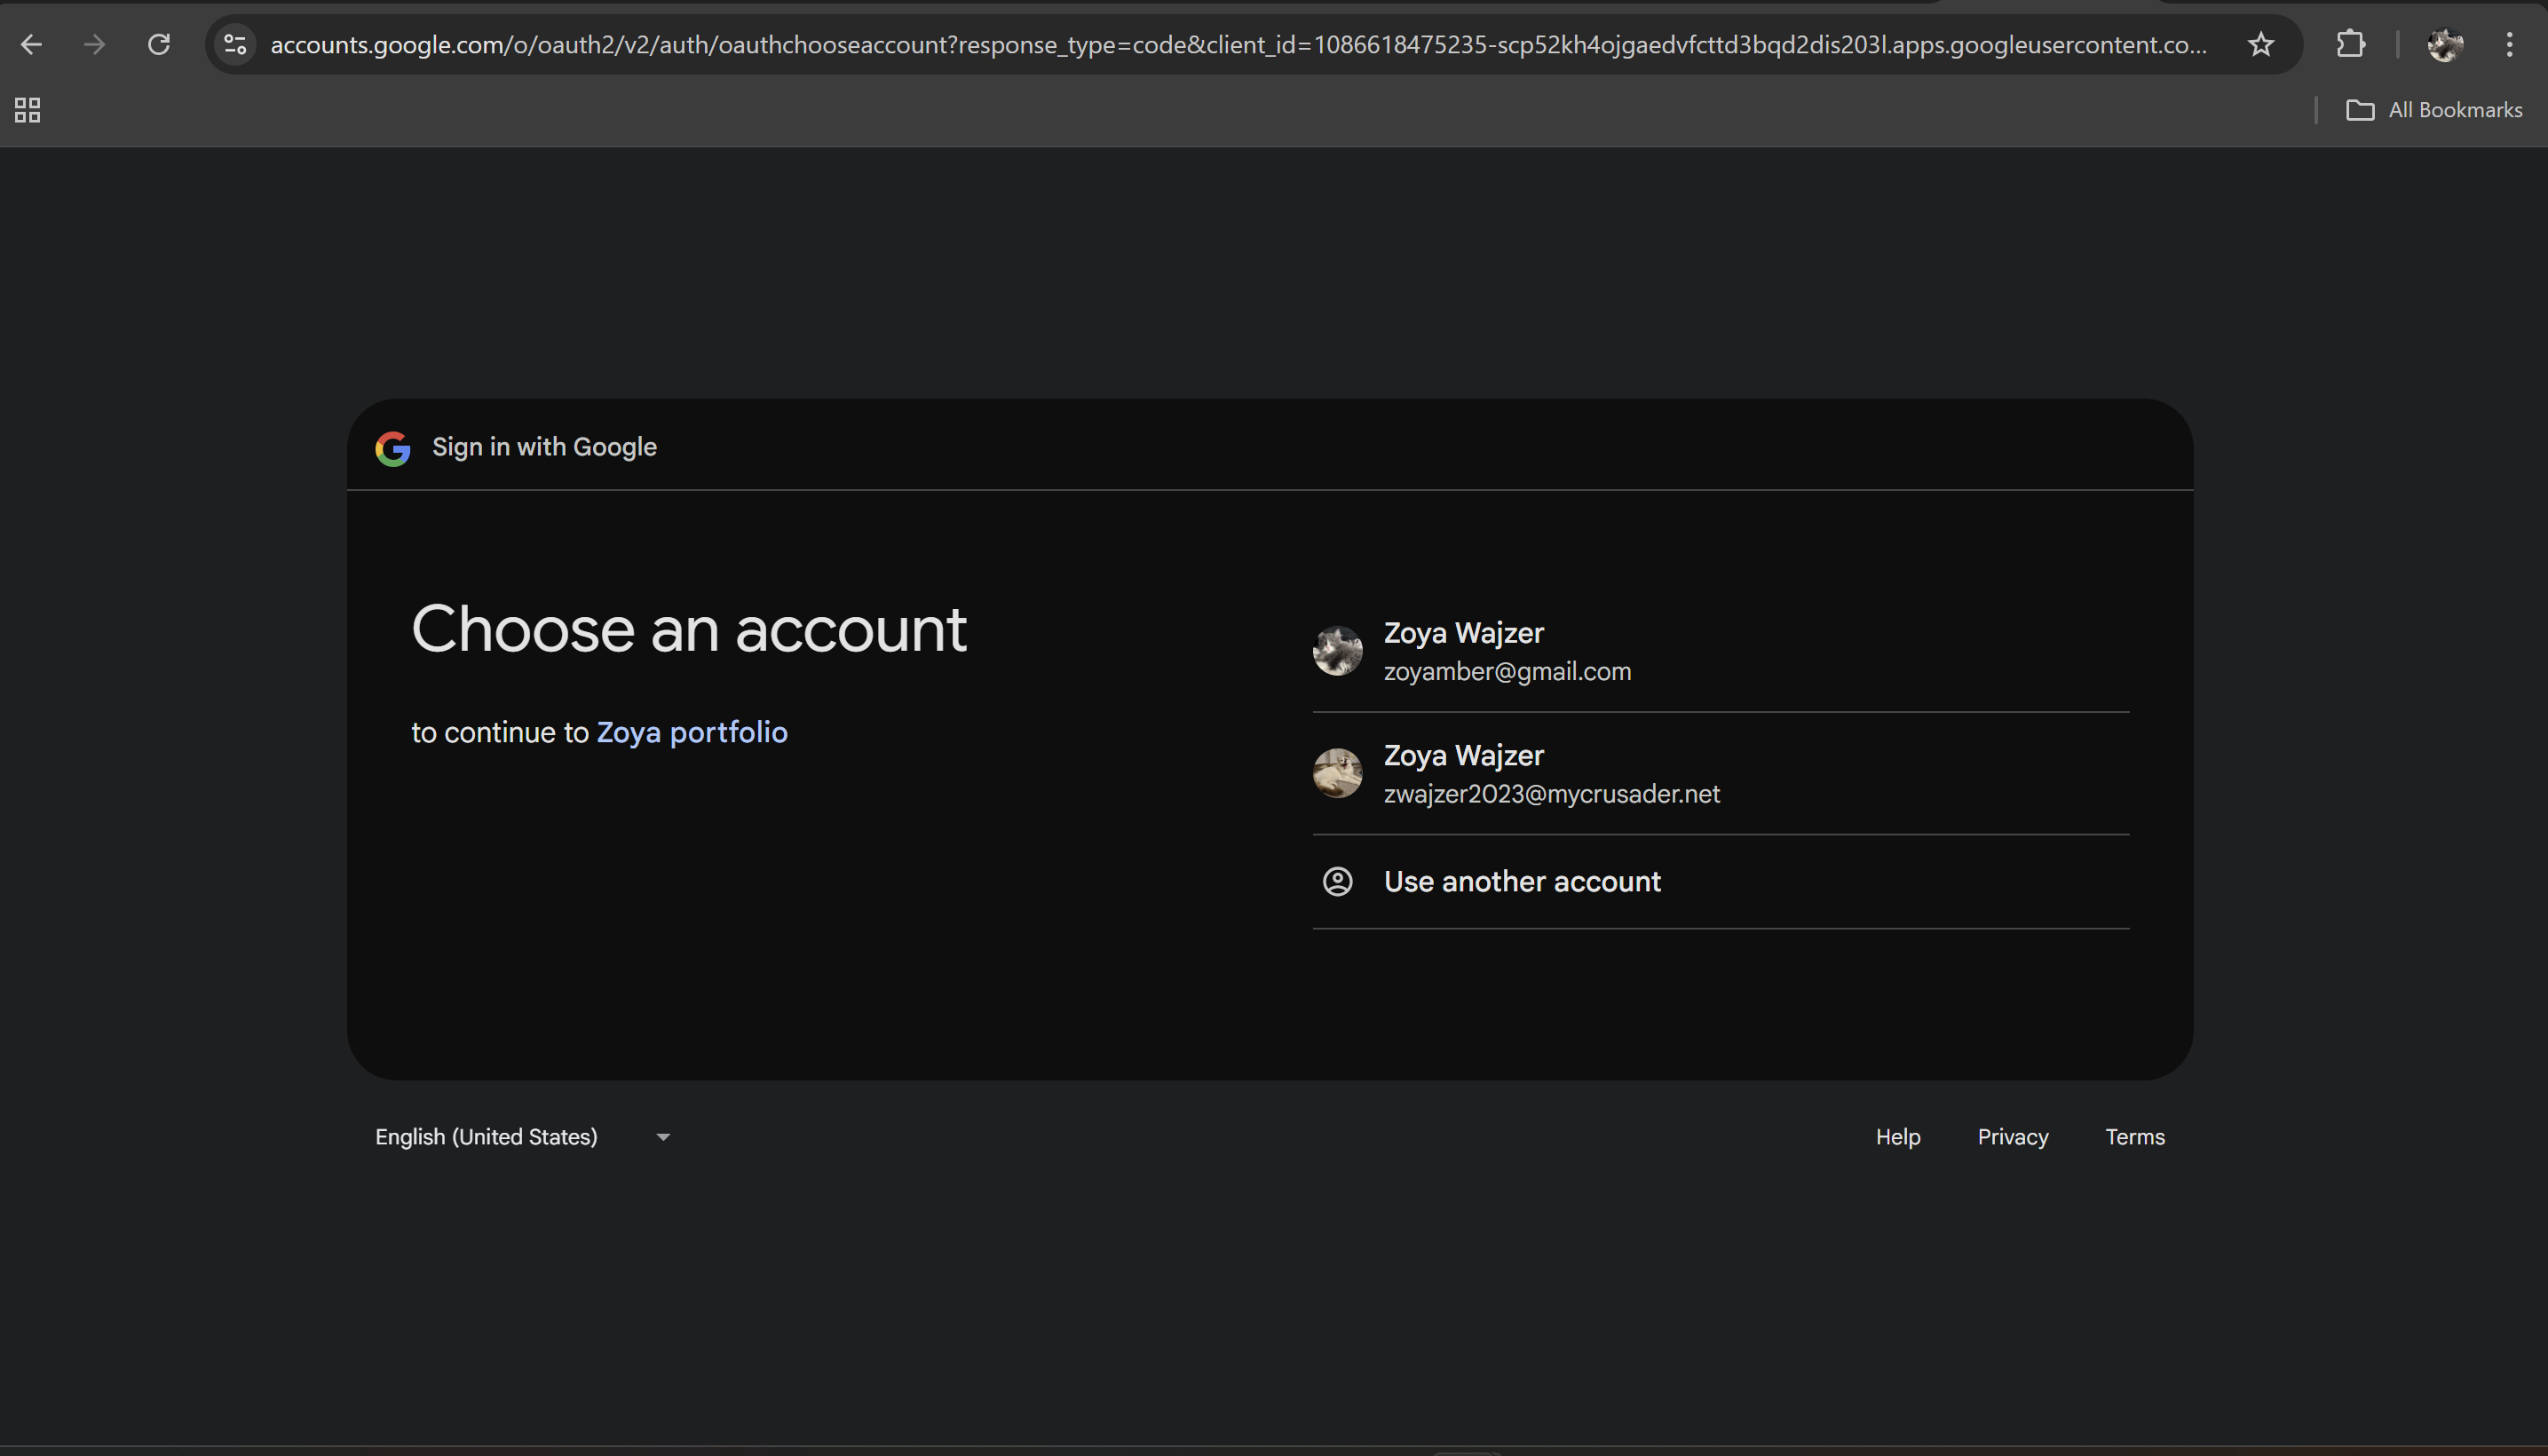 accounts.google.com/o/oauth2/v2/auth/oauthchooseaccount?response_type=code&client_id=1086618475235-scp52kh4ojgaedvfcttd3bqd2dis203l.apps.googleusercontent.co...
All Bookmarks
Sign in with Google
Choose an account
to continue to Zoya portfolio
Zoya Wajzer
zoyamber@gmail.com
Zoya Wajzer
zwajzer2023@mycrusader.net
Use another account
English (United States)
Help
Privacy
Terms